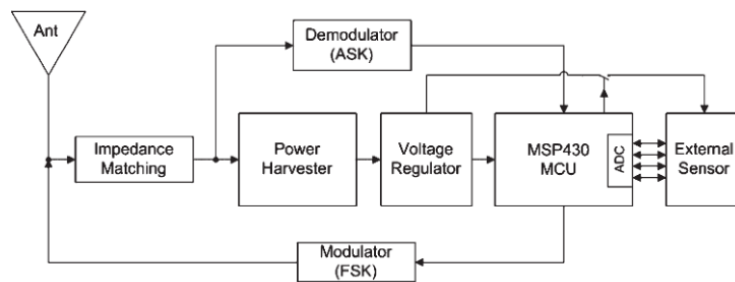 Ant
Demodulator
(ASK)
Impedance
Matching
Power
Harvester
Voltage
Regulator
MSP430
MCU
ADC
External
Sensor
Modulator
(FSK)